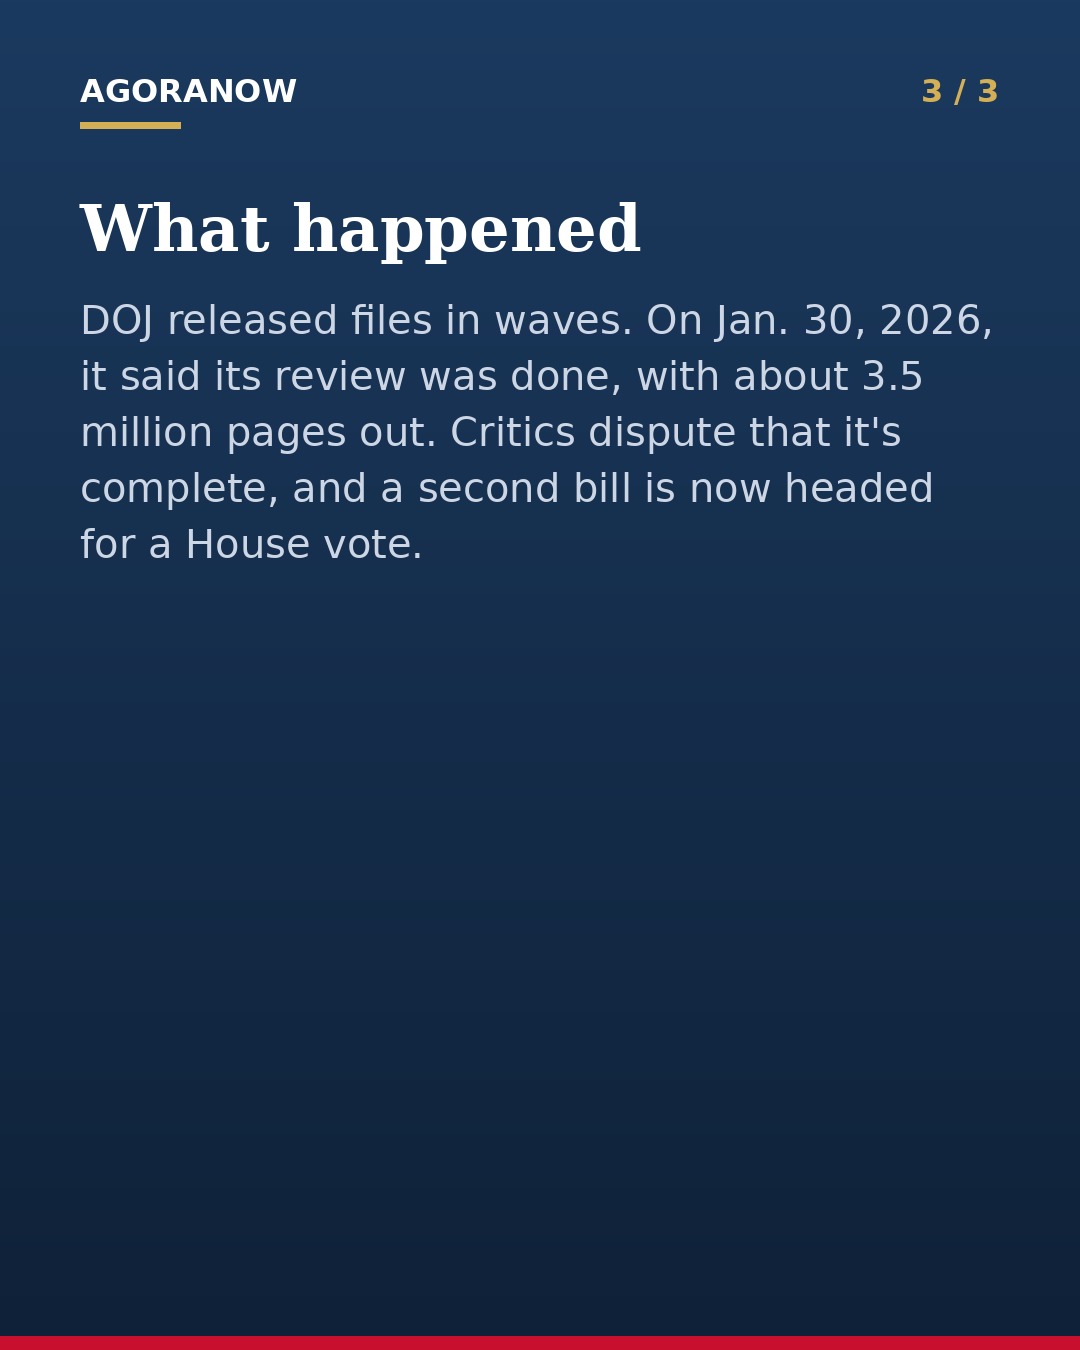 AGORANOW
3 / 3
What happened
DOJ released files in waves. On Jan. 30, 2026,
it said its review was done, with about 3.5
million pages out. Critics dispute that it's
complete, and a second bill is now headed
for a House vote.